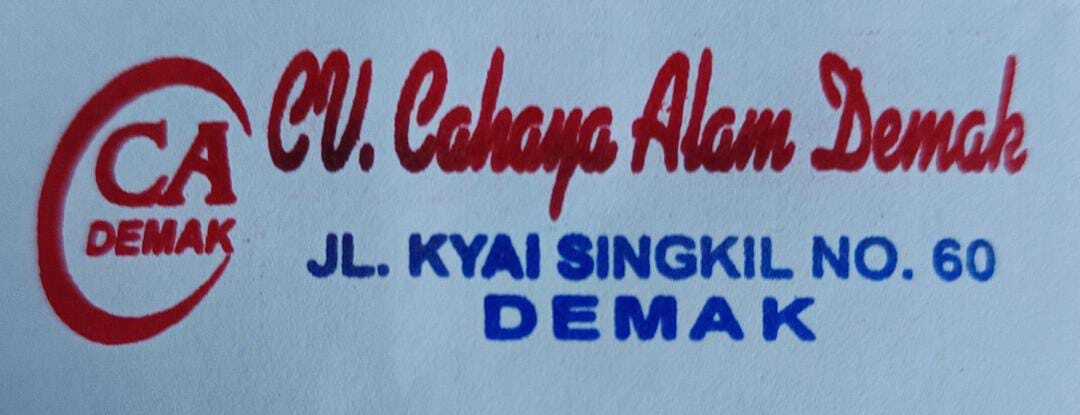 CA
DEMAK
CV. Cahaya Alam Demak
JL. KYAI SINGKIL NO. 60
DEMAK